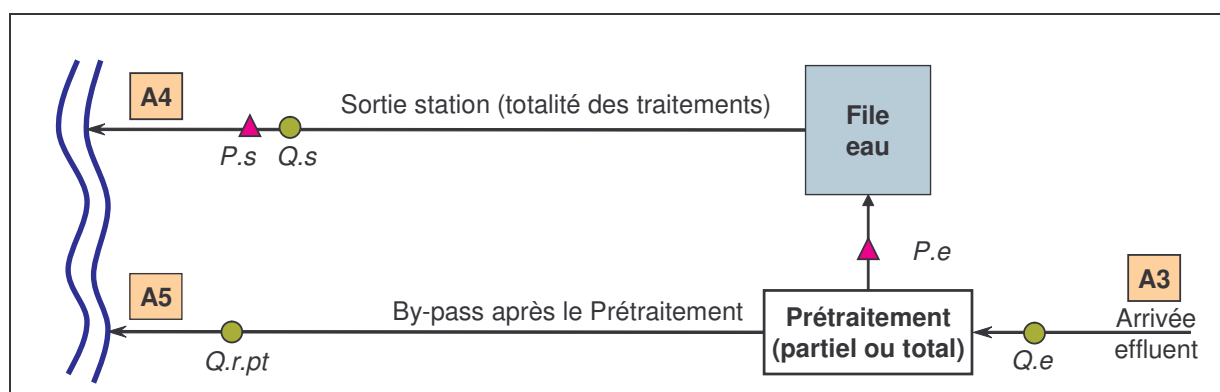 A4
Sortie station (totalité des traitements)
File
eau
P.s
Q.s
P.e
A3
A5
By-pass après le Prétraitement
Prétraitement
(partiel ou total)
Arrivée
effluent
Q.r.pt
Q.e